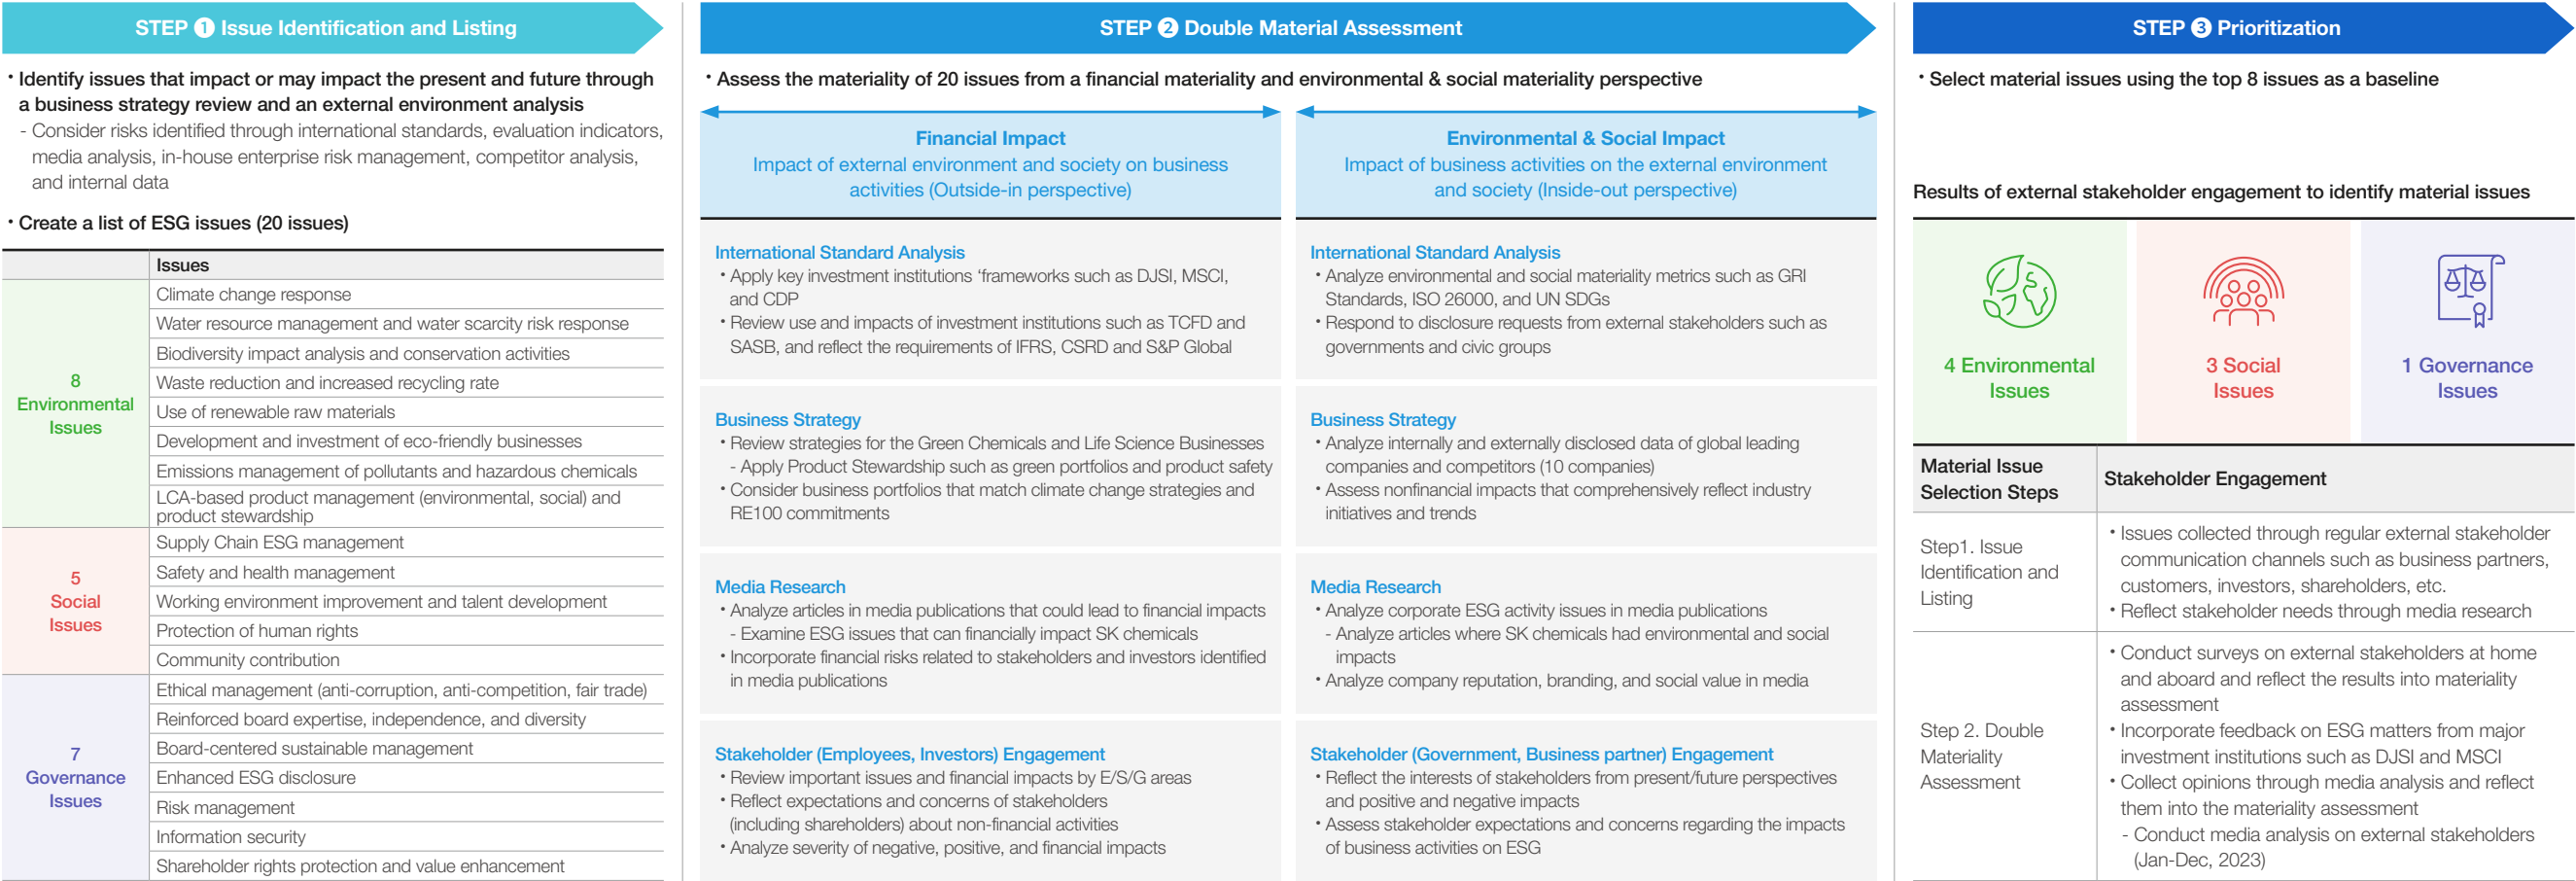 STEP 1 Issue Identification and Listing
• Identify issues that impact or may impact the present and future through
a business strategy review and an external environment analysis
- Consider risks identified through international standards, evaluation indicators,
media analysis, in-house enterprise risk management, competitor analysis,
and internal data
• Create a list of ESG issues (20 issues)
Issues
8
Environmental
Issues
Climate change response
Water resource management and water scarcity risk response
Biodiversity impact analysis and conservation activities
Waste reduction and increased recycling rate
Use of renewable raw materials
Development and investment of eco-friendly businesses
Emissions management of pollutants and hazardous chemicals
LCA-based product management (environmental, social) and
product stewardship
5
Social
Issues
Supply Chain ESG management
Safety and health management
Working environment improvement and talent development
Protection of human rights
Community contribution
7
Governance
Issues
Ethical management (anti-corruption, anti-competition, fair trade)
Reinforced board expertise, independence, and diversity
Board-centered sustainable management
Enhanced ESG disclosure
Risk management
Information security
Shareholder rights protection and value enhancement
STEP 2 Double Material Assessment
• Assess the materiality of 20 issues from a financial materiality and environmental & social materiality perspective
Financial Impact
Impact of external environment and society on business
activities (Outside-in perspective)
International Standard Analysis
• Apply key investment institutions ‘frameworks such as DJSI, MSCI,
and CDP
• Review use and impacts of investment institutions such as TCFD and
SASB, and reflect the requirements of IFRS, CSRD and S&P Global
Business Strategy
• Review strategies for the Green Chemicals and Life Science Businesses
- Apply Product Stewardship such as green portfolios and product safety
• Consider business portfolios that match climate change strategies and
RE100 commitments
Media Research
• Analyze articles in media publications that could lead to financial impacts
- Examine ESG issues that can financially impact SK chemicals
• Incorporate financial risks related to stakeholders and investors identified
in media publications
Stakeholder (Employees, Investors) Engagement
• Review important issues and financial impacts by E/S/G areas
• Reflect expectations and concerns of stakeholders
(including shareholders) about non-financial activities
• Analyze severity of negative, positive, and financial impacts
Environmental & Social Impact
Impact of business activities on the external environment
and society (Inside-out perspective)
International Standard Analysis
• Analyze environmental and social materiality metrics such as GRI
Standards, ISO 26000, and UN SDGs
• Respond to disclosure requests from external stakeholders such as
governments and civic groups
Business Strategy
• Analyze internally and externally disclosed data of global leading
companies and competitors (10 companies)
• Assess nonfinancial impacts that comprehensively reflect industry
initiatives and trends
Media Research
• Analyze corporate ESG activity issues in media publications
- Analyze articles where SK chemicals had environmental and social
impacts
• Analyze company reputation, branding, and social value in media
Stakeholder (Government, Business partner) Engagement
• Reflect the interests of stakeholders from present/future perspectives
and positive and negative impacts
• Assess stakeholder expectations and concerns regarding the impacts
of business activities on ESG
STEP 3 Prioritization
• Select material issues using the top 8 issues as a baseline
Results of external stakeholder engagement to identify material issues
4 Environmental
Issues
3 Social
Issues
1 Governance
Issues
Material Issue
Selection Steps
Stakeholder Engagement
Step1. Issue
Identification and
Listing
• Issues collected through regular external stakeholder
communication channels such as business partners,
customers, investors, shareholders, etc.
• Reflect stakeholder needs through media research
Step 2. Double
Materiality
Assessment
• Conduct surveys on external stakeholders at home
and aboard and reflect the results into materiality
assessment
• Incorporate feedback on ESG matters from major
investment institutions such as DJSI and MSCI
• Collect opinions through media analysis and reflect
them into the materiality assessment
- Conduct media analysis on external stakeholders
(Jan-Dec, 2023)